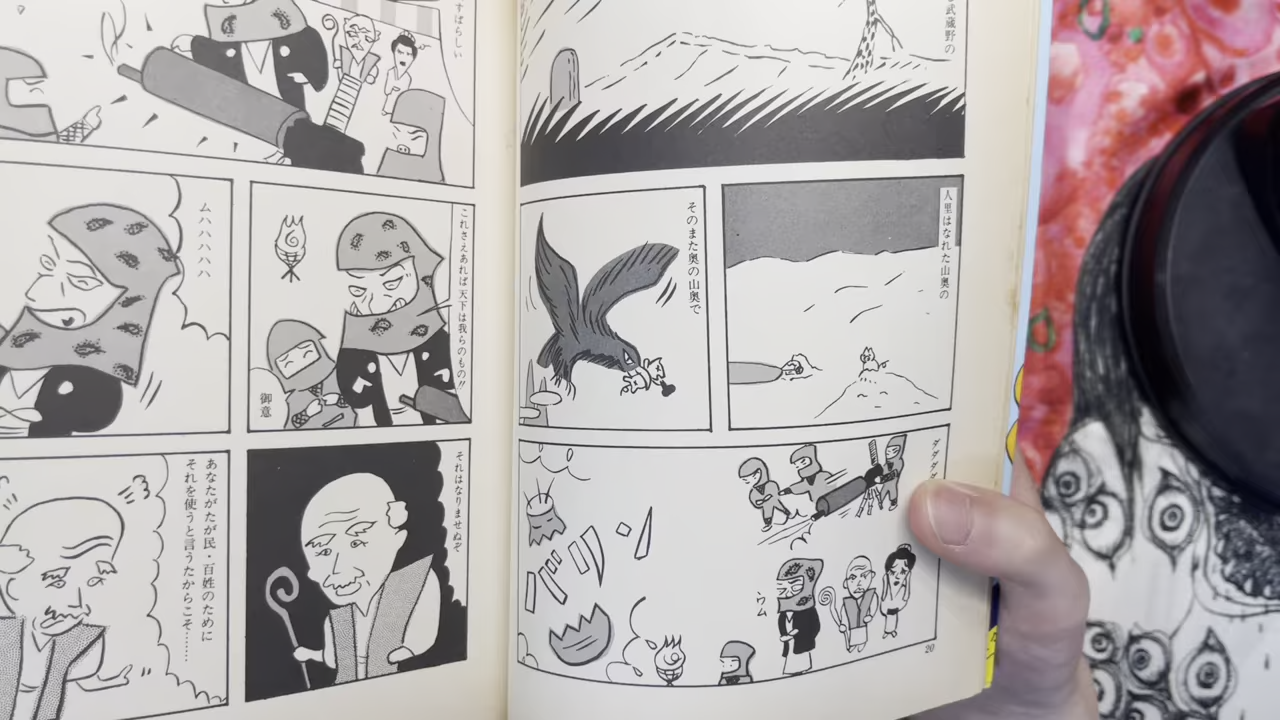 武蔵野の
人里はなれた山奥の
そのまた奥の山奥で
ダダダダ
バリッ
ウム
20
すばらしい
これさえあれば天下は我らのもの!!
御意
ムハハハハハ
それはなりませぬぞ
あなたがたが民・百姓のために
それを使うと言うたからこそ……